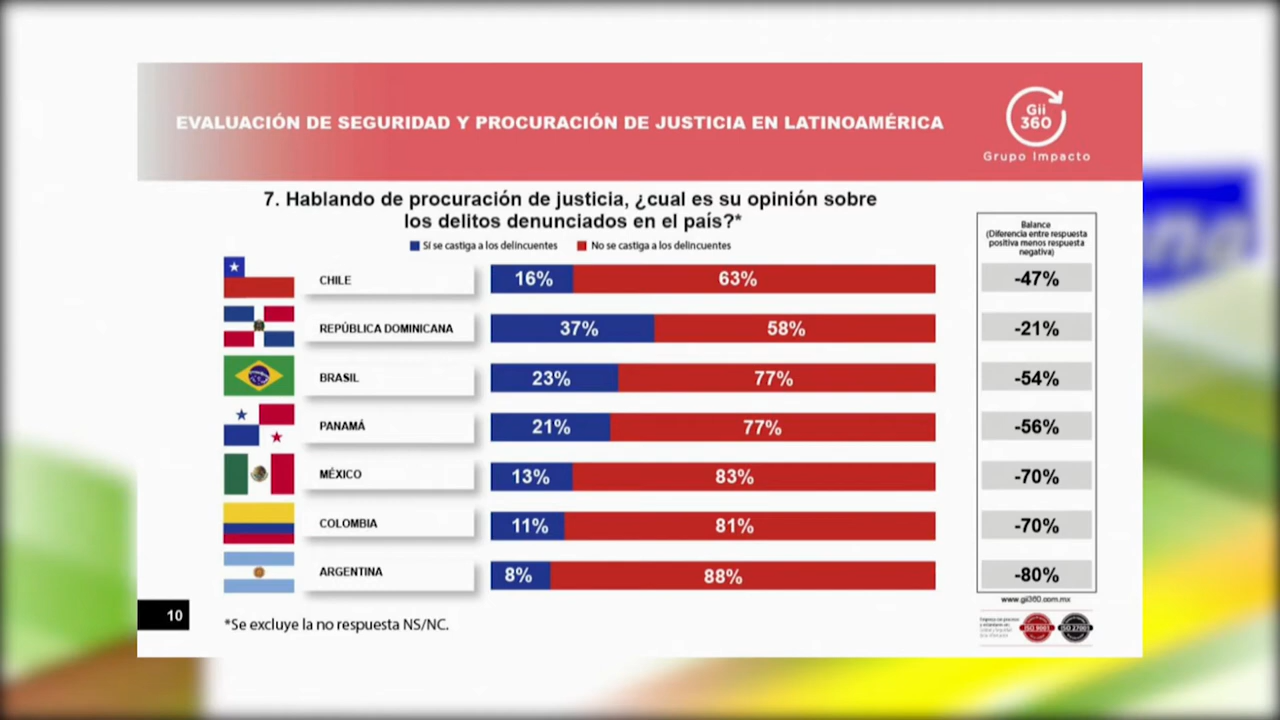 EVALUACIÓN DE SEGURIDAD Y PROCURACIÓN DE JUSTICIA EN LATINOAMÉRICA
Gii
360
Grupo Impacto
7. Hablando de procuración de justicia, ¿cual es su opinión sobre
los delitos denunciados en el país?*
Sí se castiga a los delincuentes
No se castiga a los delincuentes
Balance
(Diferencia entre respuesta
positiva menos respuesta
negativa)
CHILE 16% 63% -47%
REPÚBLICA DOMINICANA 37% 58% -21%
BRASIL 23% 77% -54%
PANAMÁ 21% 77% -56%
MÉXICO 13% 83% -70%
COLOMBIA 11% 81% -70%
ARGENTINA 8% 88% -80%
www.gii360.com.mx
10
*Se excluye la no respuesta NS/NC.
ISO 9001
ISO 27001